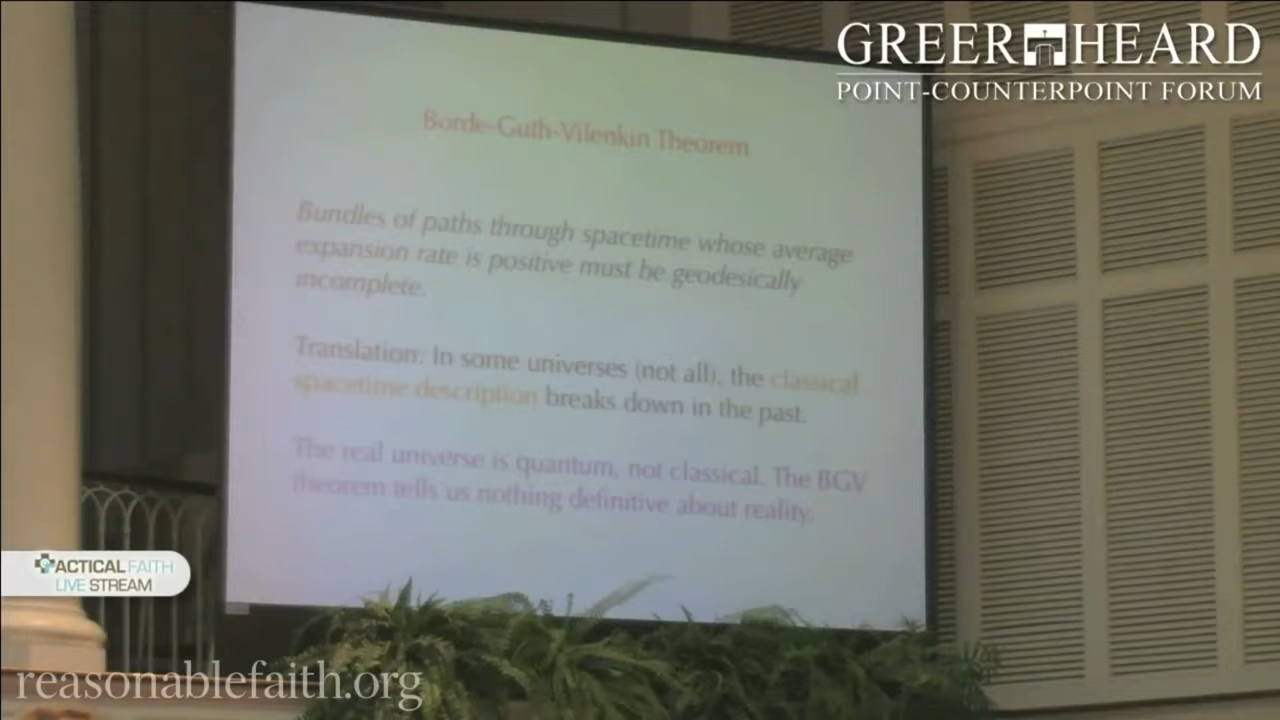 GREER HEARD
POINT-COUNTERPOINT FORUM
Borde-Guth-Vilenkin Theorem
Bundles of paths through spacetime whose average
expansion rate is positive must be geodesically
incomplete.
Translation: In some universes (not all), the classical
spacetime description breaks down in the past.
The real universe is quantum, not classical. The BGV
theorem tells us nothing definitive about reality.
TACTICAL FAITH
LIVE STREAM
reasonablefaith.org